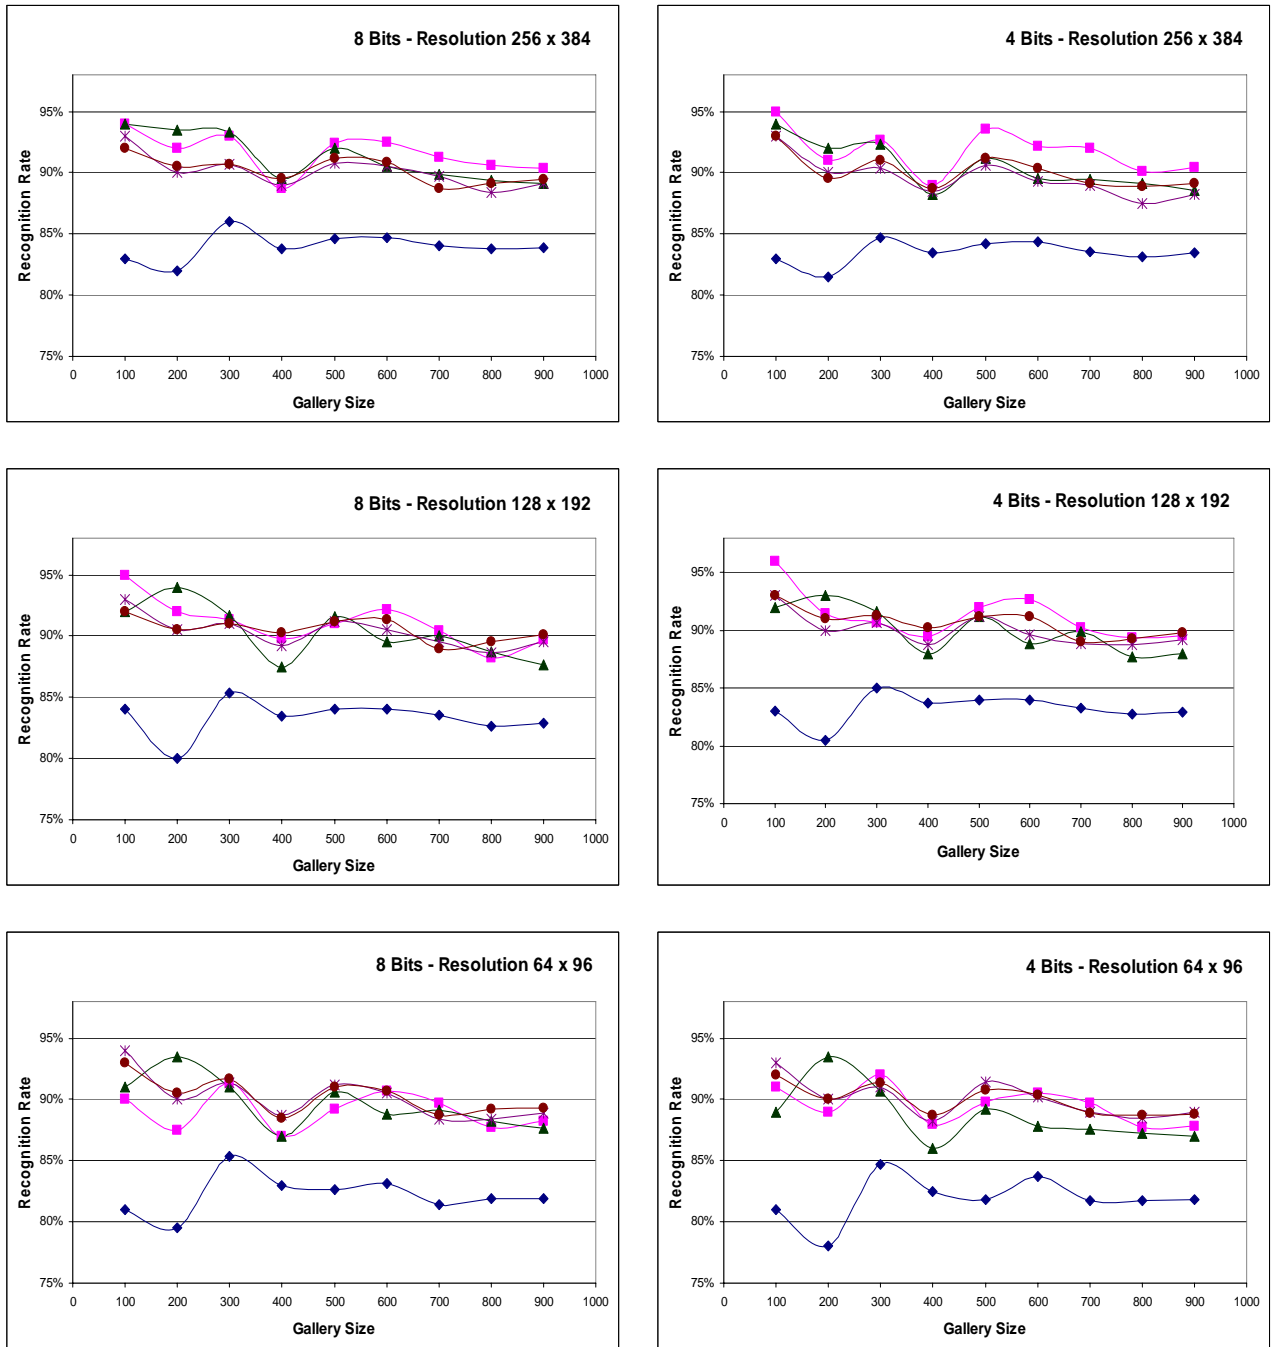 8 Bits - Resolution 256 x 384
95%
90%
85%
80%
75%
Recognition Rate
0 100 200 300 400 500 600 700 800 900 1000
Gallery Size
4 Bits - Resolution 256 x 384
95%
90%
85%
80%
75%
Recognition Rate
0 100 200 300 400 500 600 700 800 900 1000
Gallery Size
8 Bits - Resolution 128 x 192
95%
90%
85%
80%
75%
Recognition Rate
0 100 200 300 400 500 600 700 800 900 1000
Gallery Size
4 Bits - Resolution 128 x 192
95%
90%
85%
80%
75%
Recognition Rate
0 100 200 300 400 500 600 700 800 900 1000
Gallery Size
8 Bits - Resolution 64 x 96
95%
90%
85%
80%
75%
Recognition Rate
0 100 200 300 400 500 600 700 800 900 1000
Gallery Size
4 Bits - Resolution 64 x 96
95%
90%
85%
80%
75%
Recognition Rate
0 100 200 300 400 500 600 700 800 900 1000
Gallery Size